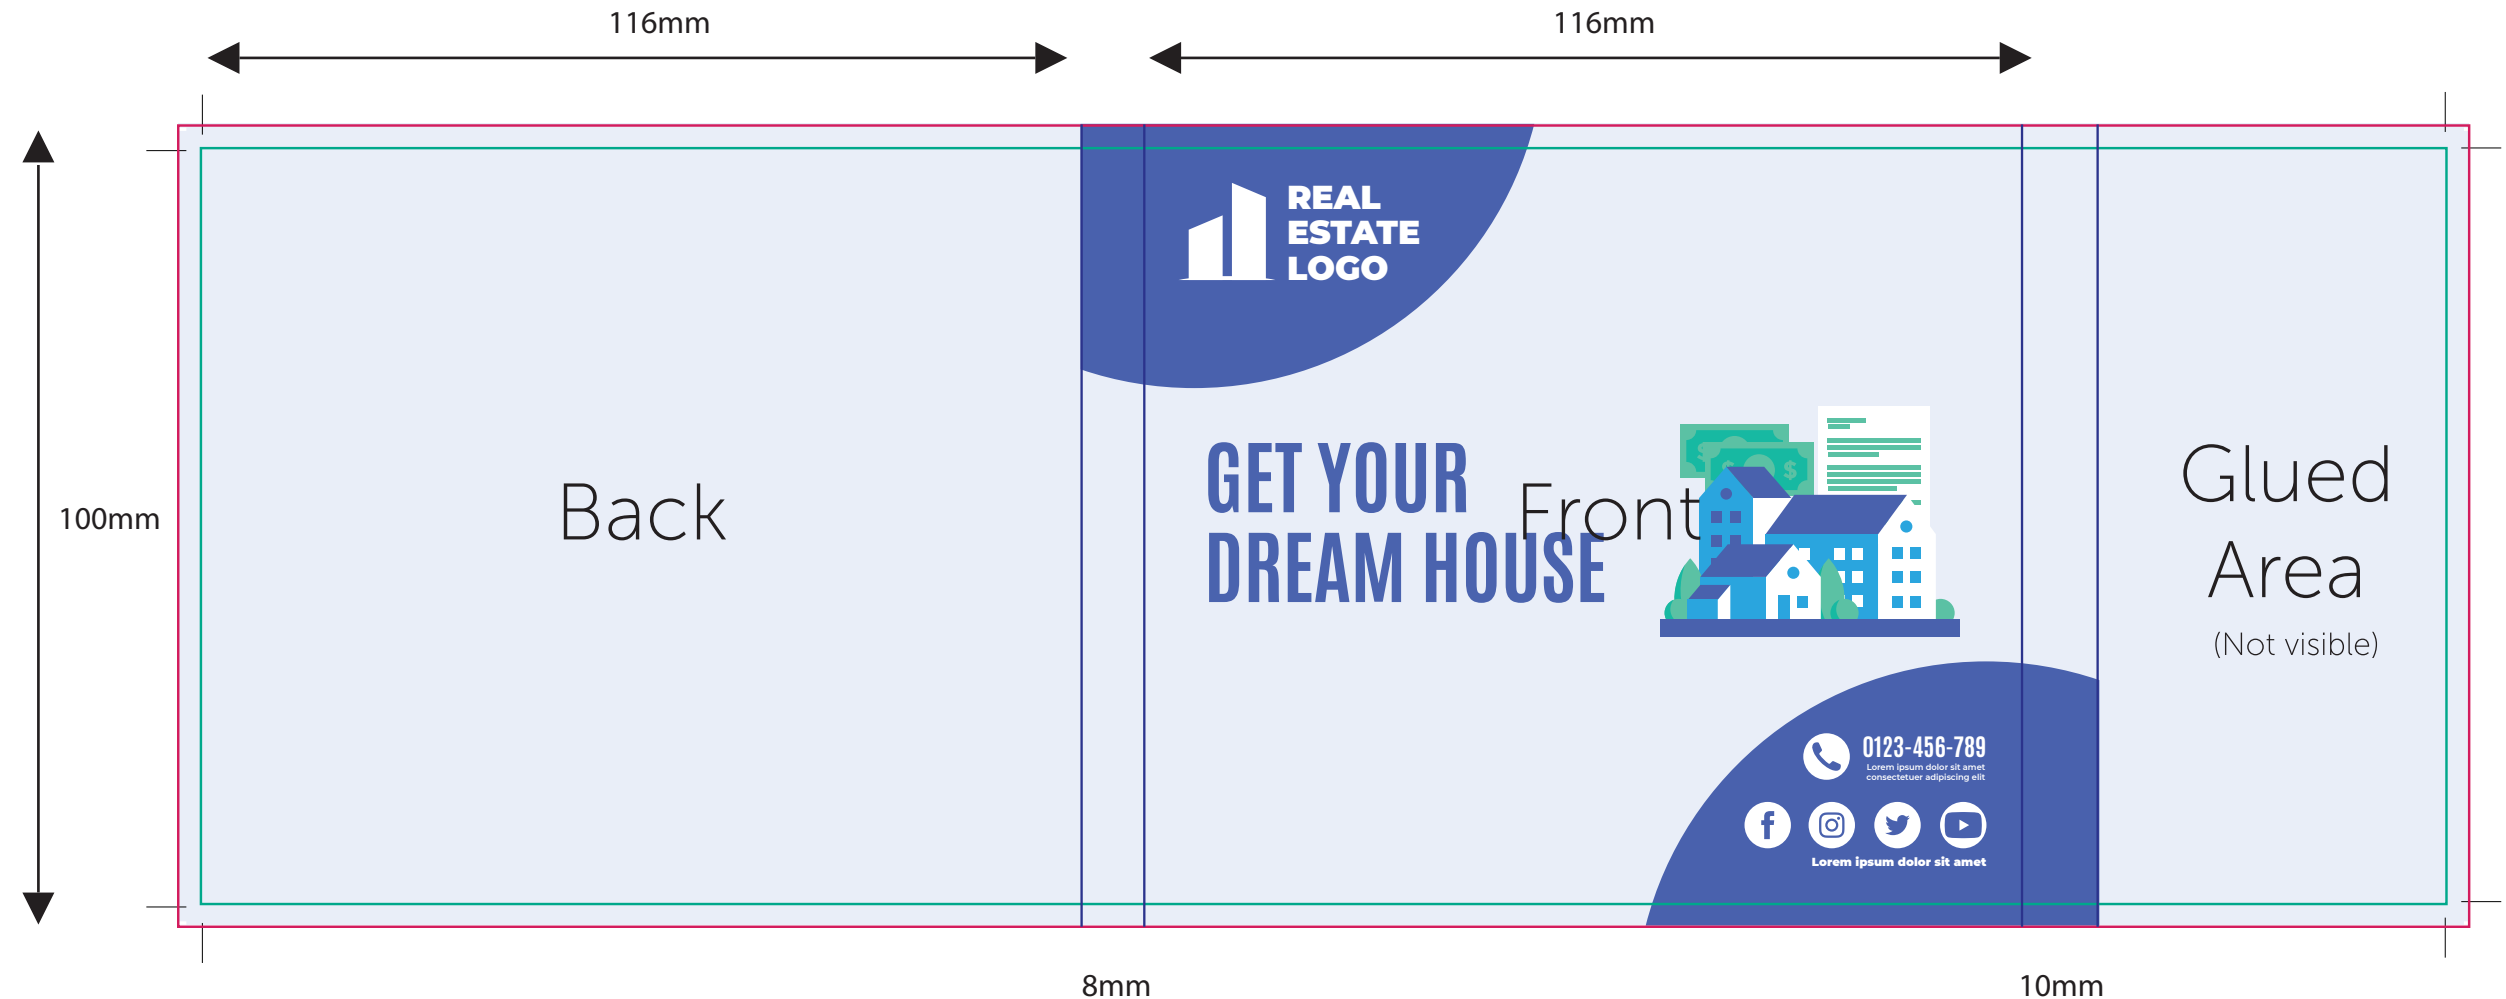 116mm
116mm
REAL
ESTATE
LOGO
GET YOUR
DREAM HOUSE
Back
Front
Glued
Area
(Not visible)
100mm
0123-456-789
Lorem ipsum dolor sit amet
consectetuer adipiscing elit
Lorem ipsum dolor sit amet
8mm
10mm